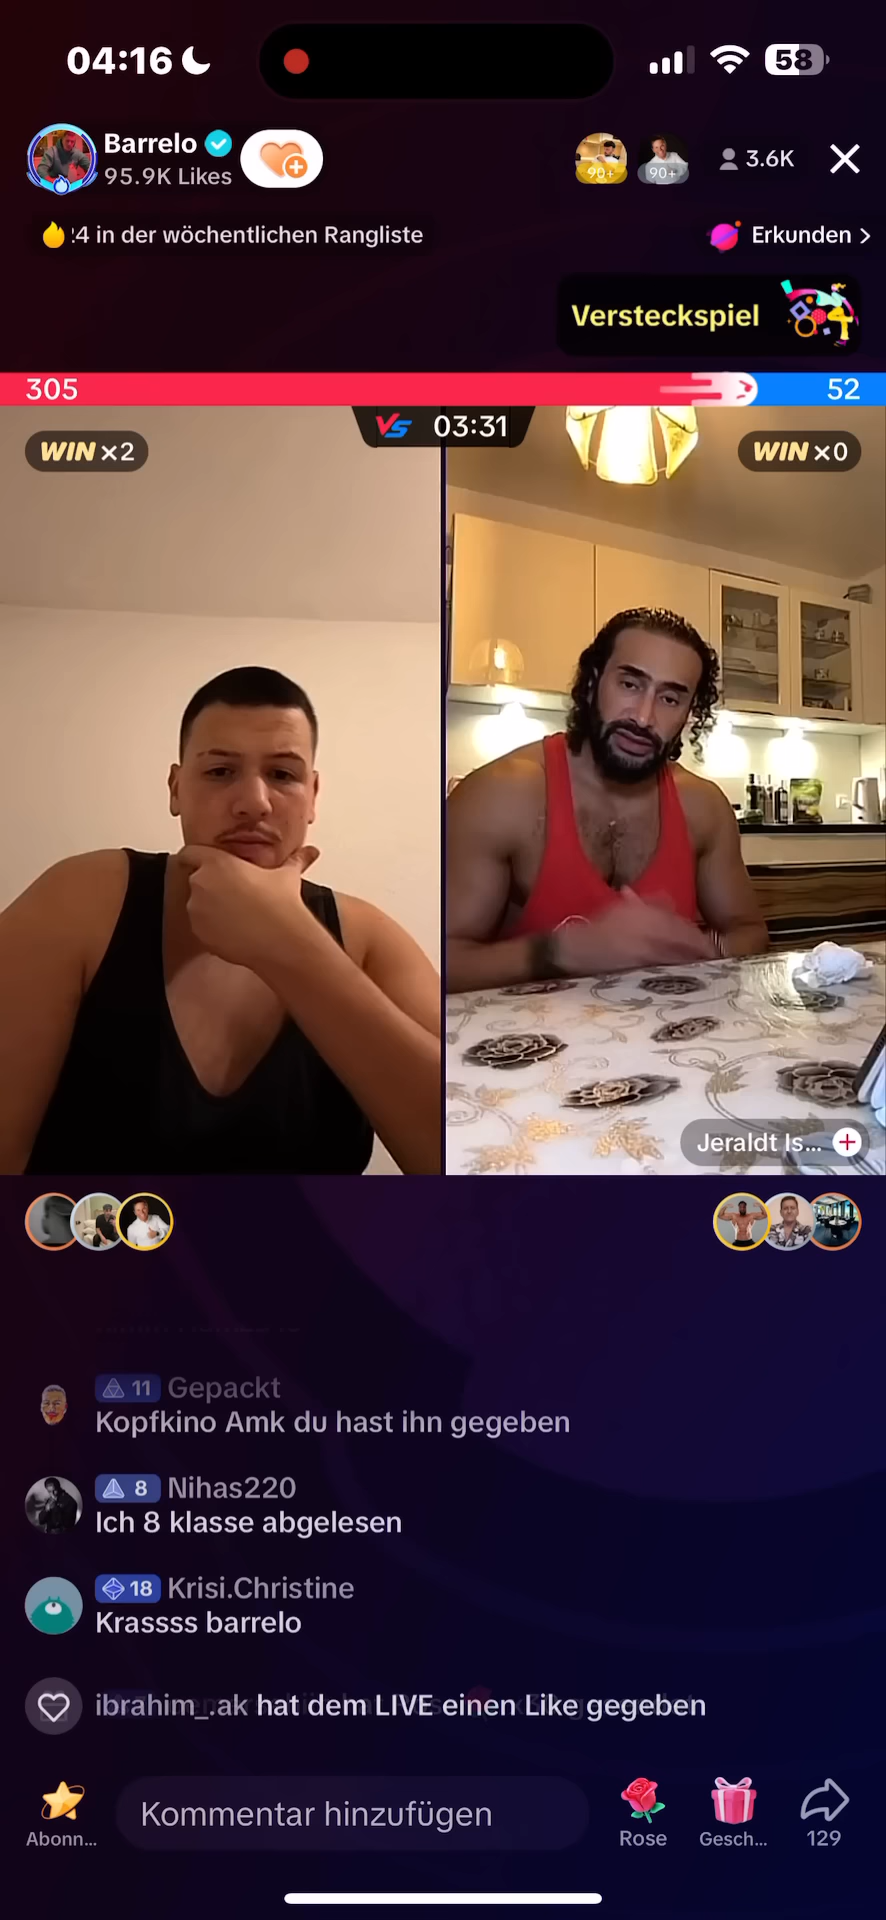 04:16
58
Barrelo
95.9K Likes
90+
90+
3.6K
24 in der wöchentlichen Rangliste
Erkunden >
Versteckspiel
305
52
VS 03:31
WIN ×2
WIN ×0
Jeraldt Is... +
11 Gepackt
Kopfkino Amk du hast ihn gegeben
8 Nihas220
Ich 8 klasse abgelesen
18 Krisi.Christine
Krassss barrelo
ibrahim_.ak hat dem LIVE einen Like gegeben
Kommentar hinzufügen
Abonn...
Rose
Gesch...
129